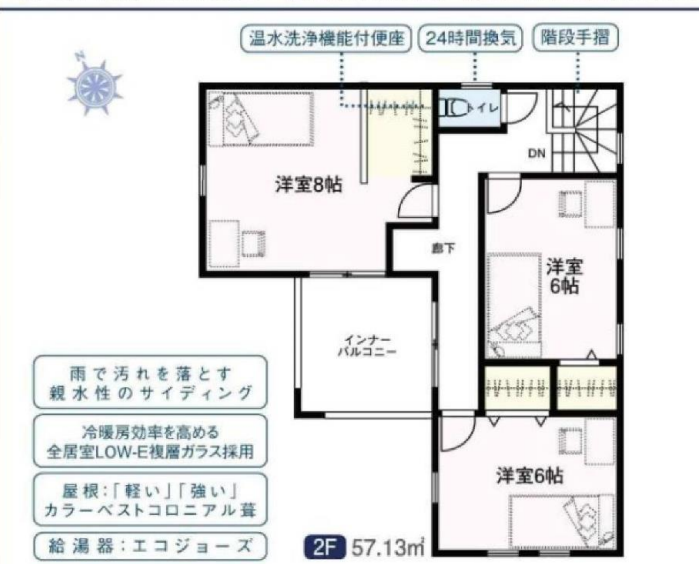 温水洗浄機能付便座
24時間換気
階段手摺
N
トイレ
DN
洋室8帖
廊下
洋室
6帖
インナー
バルコニー
雨で汚れを落とす
親水性のサイディング
冷暖房効率を高める
全居室LOW-E複層ガラス採用
洋室6帖
屋根:「軽い」「強い」
カラーベストコロニアル葺
給湯器:エコジョーズ
2F 57.13㎡